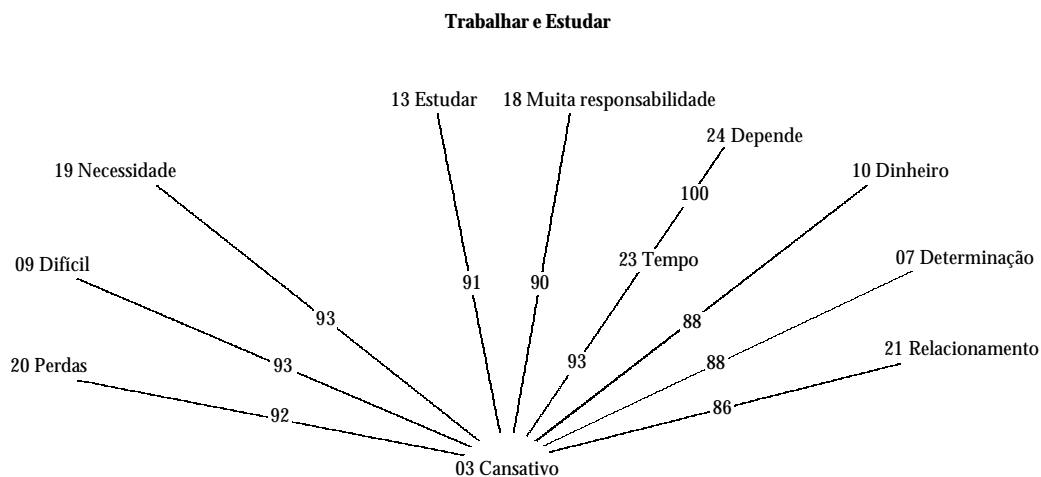 Trabalhar e Estudar
13 Estudar
18 Muita responsabilidade
24 Depende
19 Necessidade
10 Dinheiro
100
09 Difícil
23 Tempo
07 Determinação
91
90
93
88
20 Perdas
93
93
88
21 Relacionamento
92
86
03 Cansativo